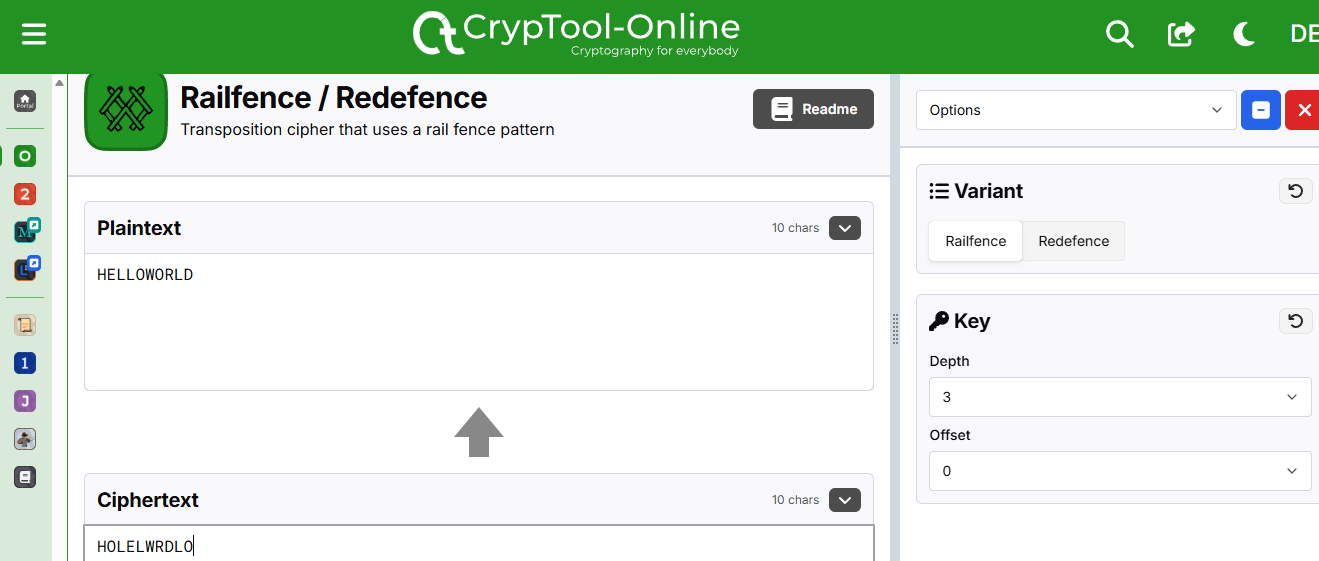 CrypTool-Online
Cryptography for everybody
DE
Portal
Railfence / Redefence
Transposition cipher that uses a rail fence pattern
Readme
Options
2
M
L
1
J
Plaintext
10 chars
HELLOWORLD
Ciphertext
10 chars
HOLELWRDLO
Variant
Railfence
Redefence
Key
Depth
3
Offset
0